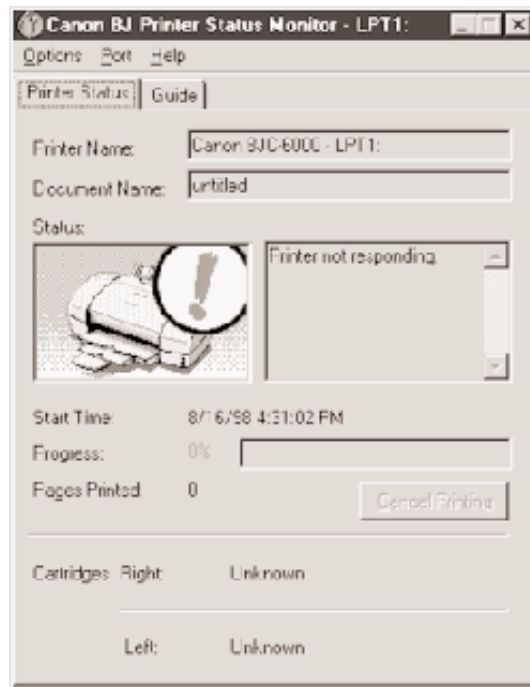 Canon BJ Printer Status Monitor - LPT1:
Options Port Help
Printer Status Guide
Printer Name: Canon BJC-6000 - LPT1:
Document Name: untitled
Status:
Printer not responding.
Start Time: 8/16/98 4:31:02 PM
Progress: 0%
Pages Printed 0
Cancel Printing
Cartridges Right: Unknown
Left: Unknown